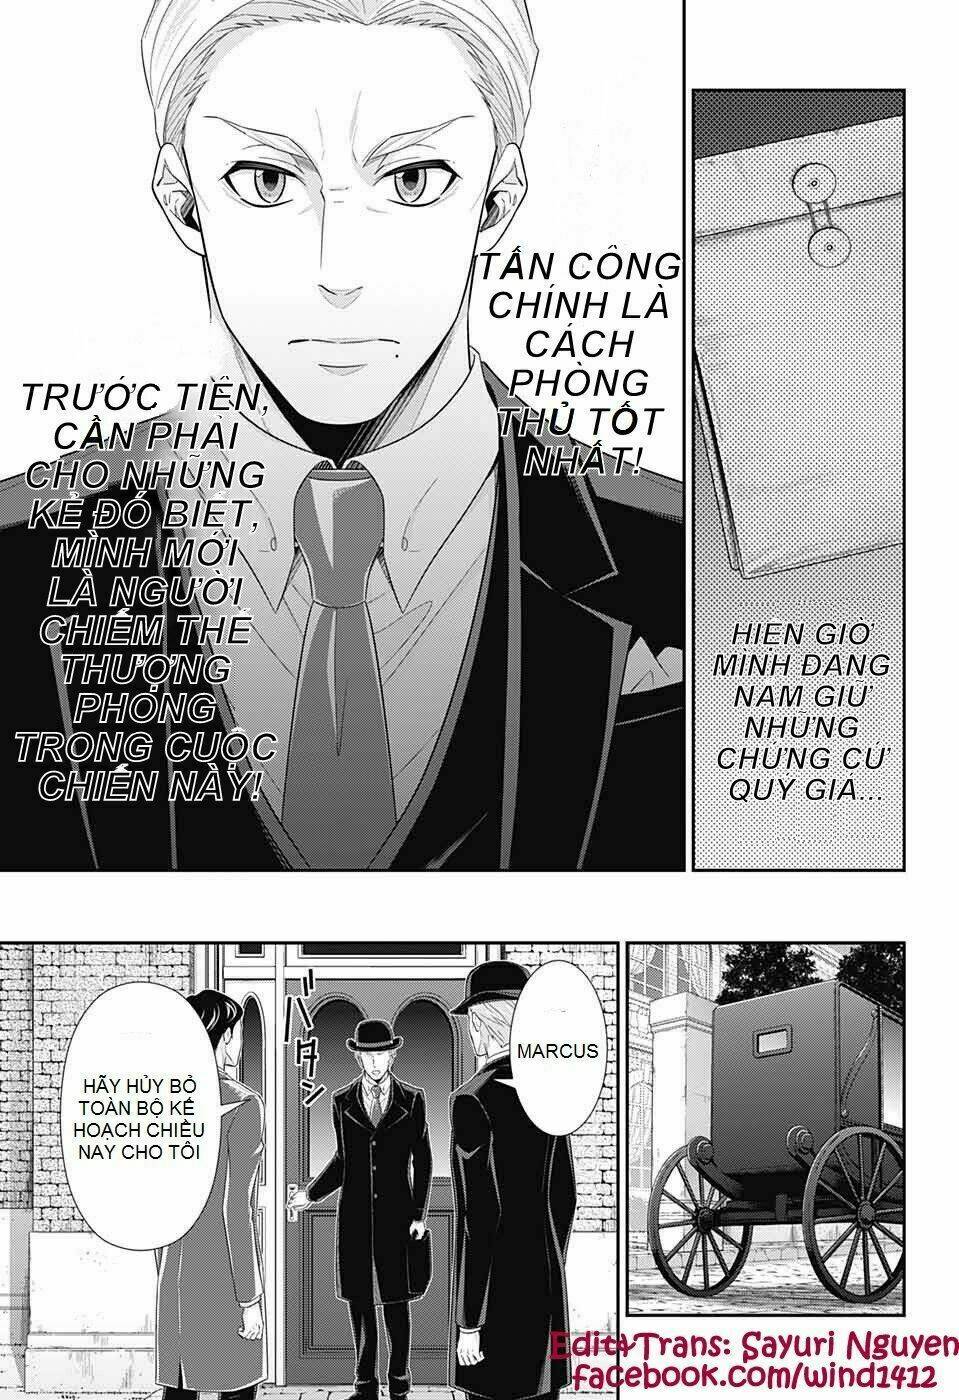 HIỆN GIỜ
MÌNH ĐANG
NẮM GIỮ
NHỮNG
CHỨNG CỨ
QUÝ GIÁ...
TẤN CÔNG
CHÍNH LÀ
CÁCH
PHÒNG
THỦ TỐT
NHẤT!
TRƯỚC TIÊN,
CẦN PHẢI
CHO NHỮNG
KẺ ĐÓ BIẾT,
MÌNH MỚI
LÀ NGƯỜI
CHIẾM THẾ
THƯỢNG
PHONG
TRONG CUỘC
CHIẾN NÀY!
MARCUS
バタン
HÃY HỦY BỎ
TOÀN BỘ KẾ
HOẠCH CHIỀU
NAY CHO TÔI
Edit+Trans: Sayuri Nguyen
facebook.com/wind1412